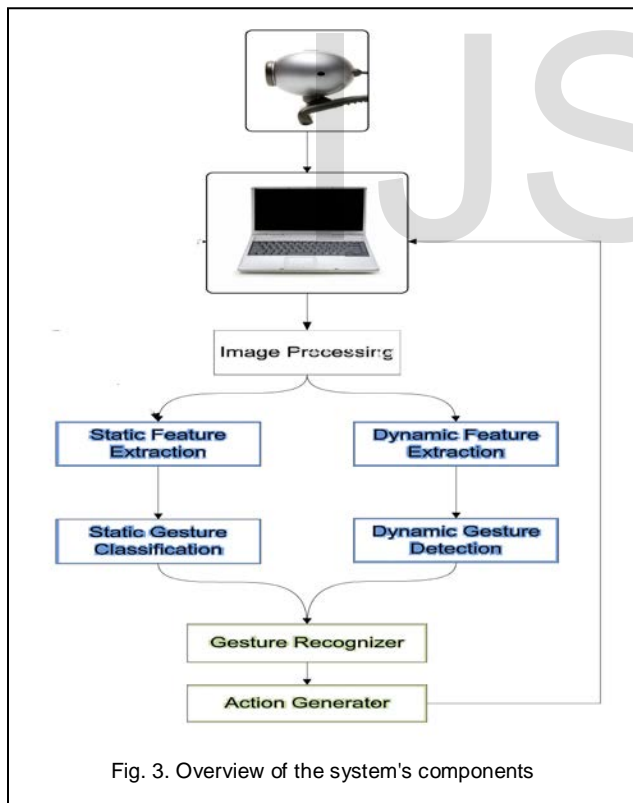 IJS
Image Processing
Static Feature
Extraction
Dynamic Feature
Extraction
Static Gesture
Classification
Dynamic Gesture
Detection
Gesture Recognizer
Action Generator
Fig. 3. Overview of the system's components